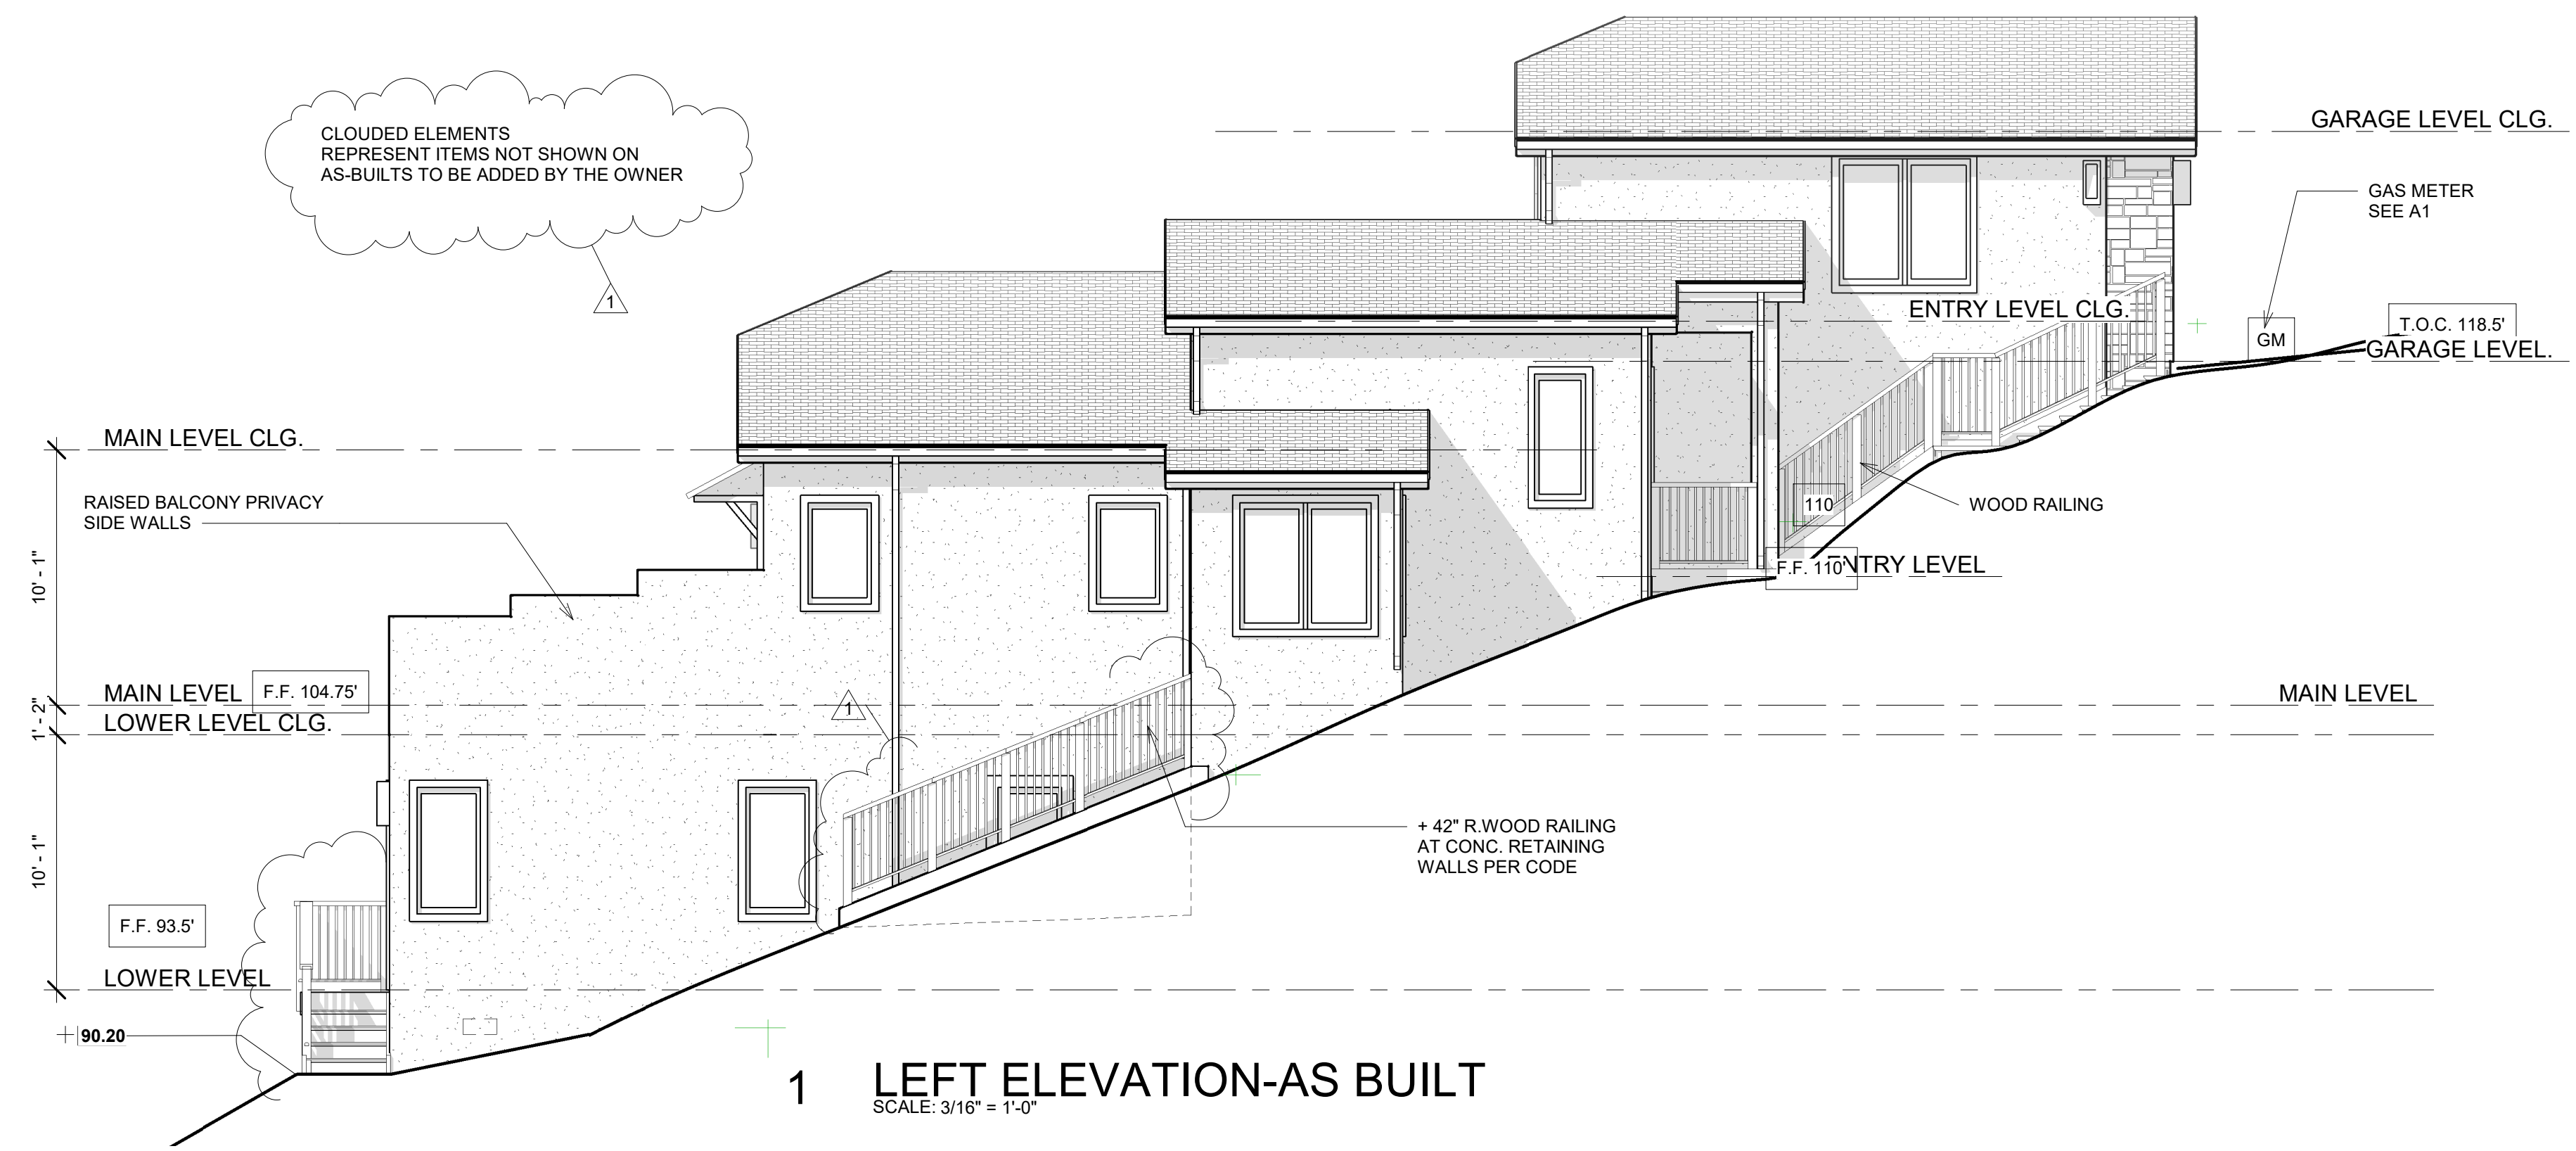 CLOUDED ELEMENTS
REPRESENT ITEMS NOT SHOWN ON
AS-BUILTS TO BE ADDED BY THE OWNER
1
GARAGE LEVEL CLG.
GAS METER
SEE A1
ENTRY LEVEL CLG.
T.O.C. 118.5'
GM
GARAGE LEVEL.
MAIN LEVEL CLG.
RAISED BALCONY PRIVACY
SIDE WALLS
110
WOOD RAILING
F.F. 110'
ENTRY LEVEL
10' - 1"
MAIN LEVEL
F.F. 104.75'
MAIN LEVEL
1' - 2"
LOWER LEVEL CLG.
1
+ 42" R.WOOD RAILING
AT CONC. RETAINING
WALLS PER CODE
10' - 1"
F.F. 93.5'
LOWER LEVEL
90.20
1
LEFT ELEVATION-AS BUILT
SCALE: 3/16" = 1'-0"